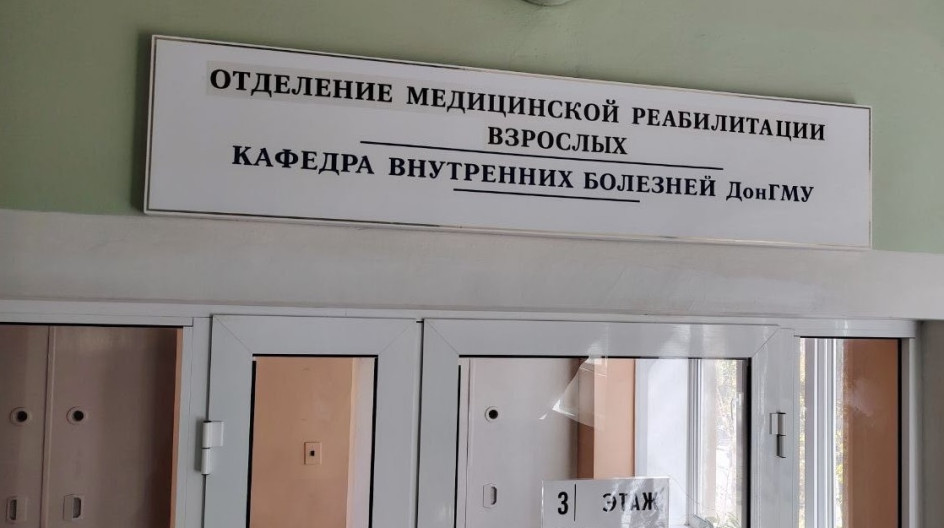 ОТДЕЛЕНИЕ МЕДИЦИНСКОЙ РЕАБИЛИТАЦИИ
ВЗРОСЛЫХ
КАФЕДРА ВНУТРЕННИХ БОЛЕЗНЕЙ ДонГМУ
3 ЭТАЖ